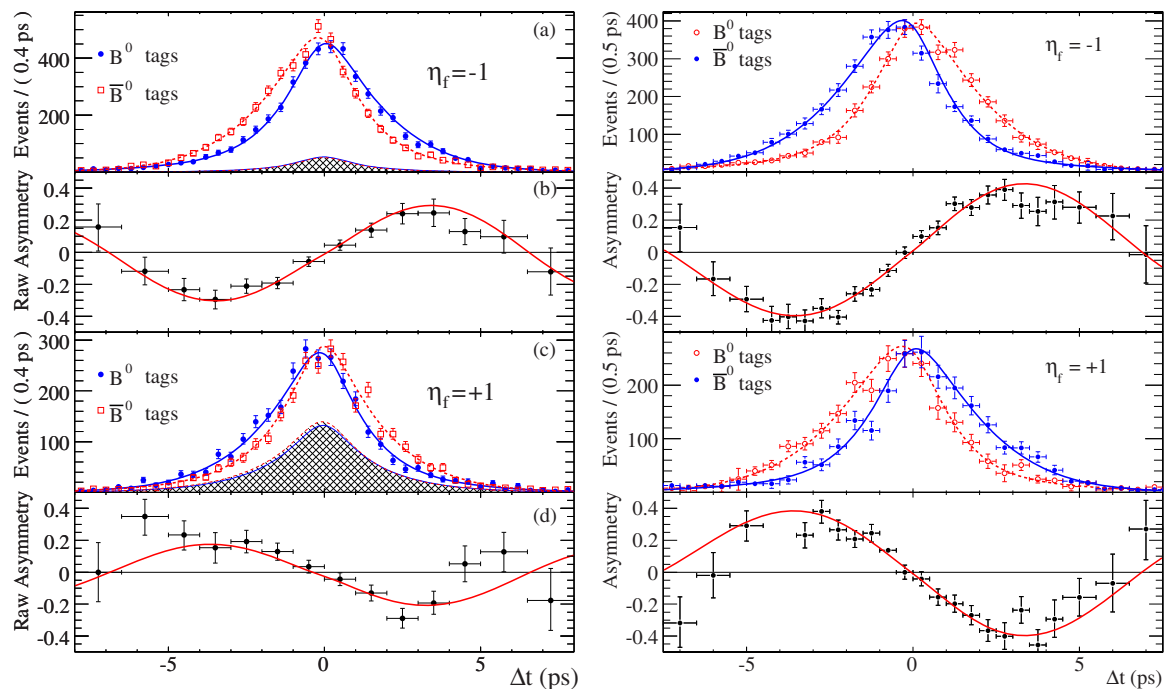 Events / ( 0.4 ps )
400
200
(a)
B⁰ tags
B̅⁰ tags
η_f = -1
Raw Asymmetry
0.4
0.2
0
-0.2
-0.4
(b)
Events / ( 0.4 ps )
300
200
100
(c)
B⁰ tags
B̅⁰ tags
η_f = +1
Raw Asymmetry
0.4
0.2
0
-0.2
-0.4
(d)
-5
0
5
Δt (ps)
Events / (0.5 ps)
400
300
200
100
B⁰ tags
B̅⁰ tags
η_f = -1
Asymmetry
0.4
0.2
0
-0.2
-0.4
Events / (0.5 ps)
200
100
B⁰ tags
B̅⁰ tags
η_f = +1
Asymmetry
0.4
0.2
0
-0.2
-0.4
-5
0
5
Δt (ps)